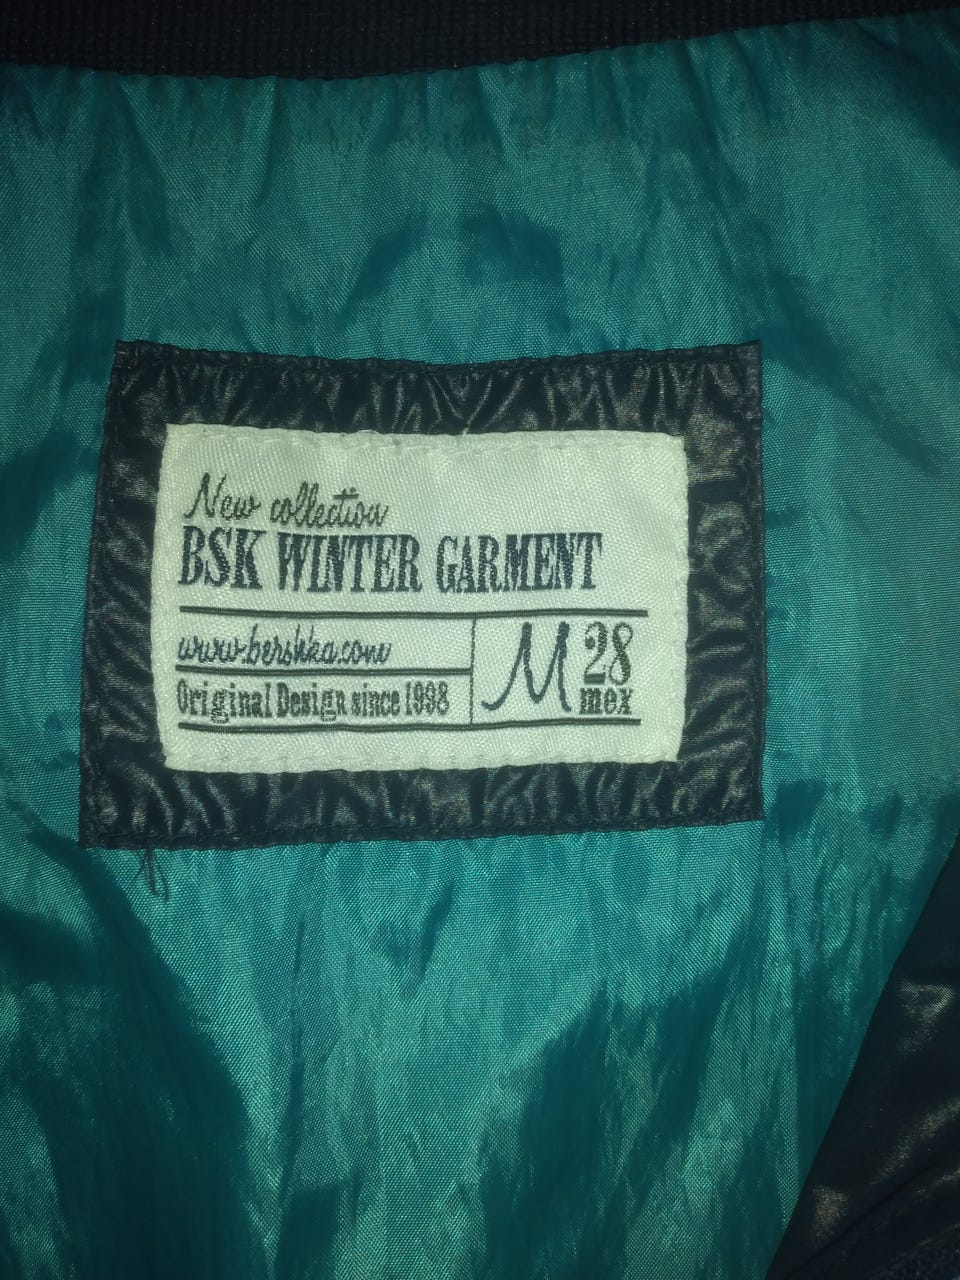 New collection
BSK WINTER GARMENT
www.bershka.com
Original Design since 1998
M 28
mex